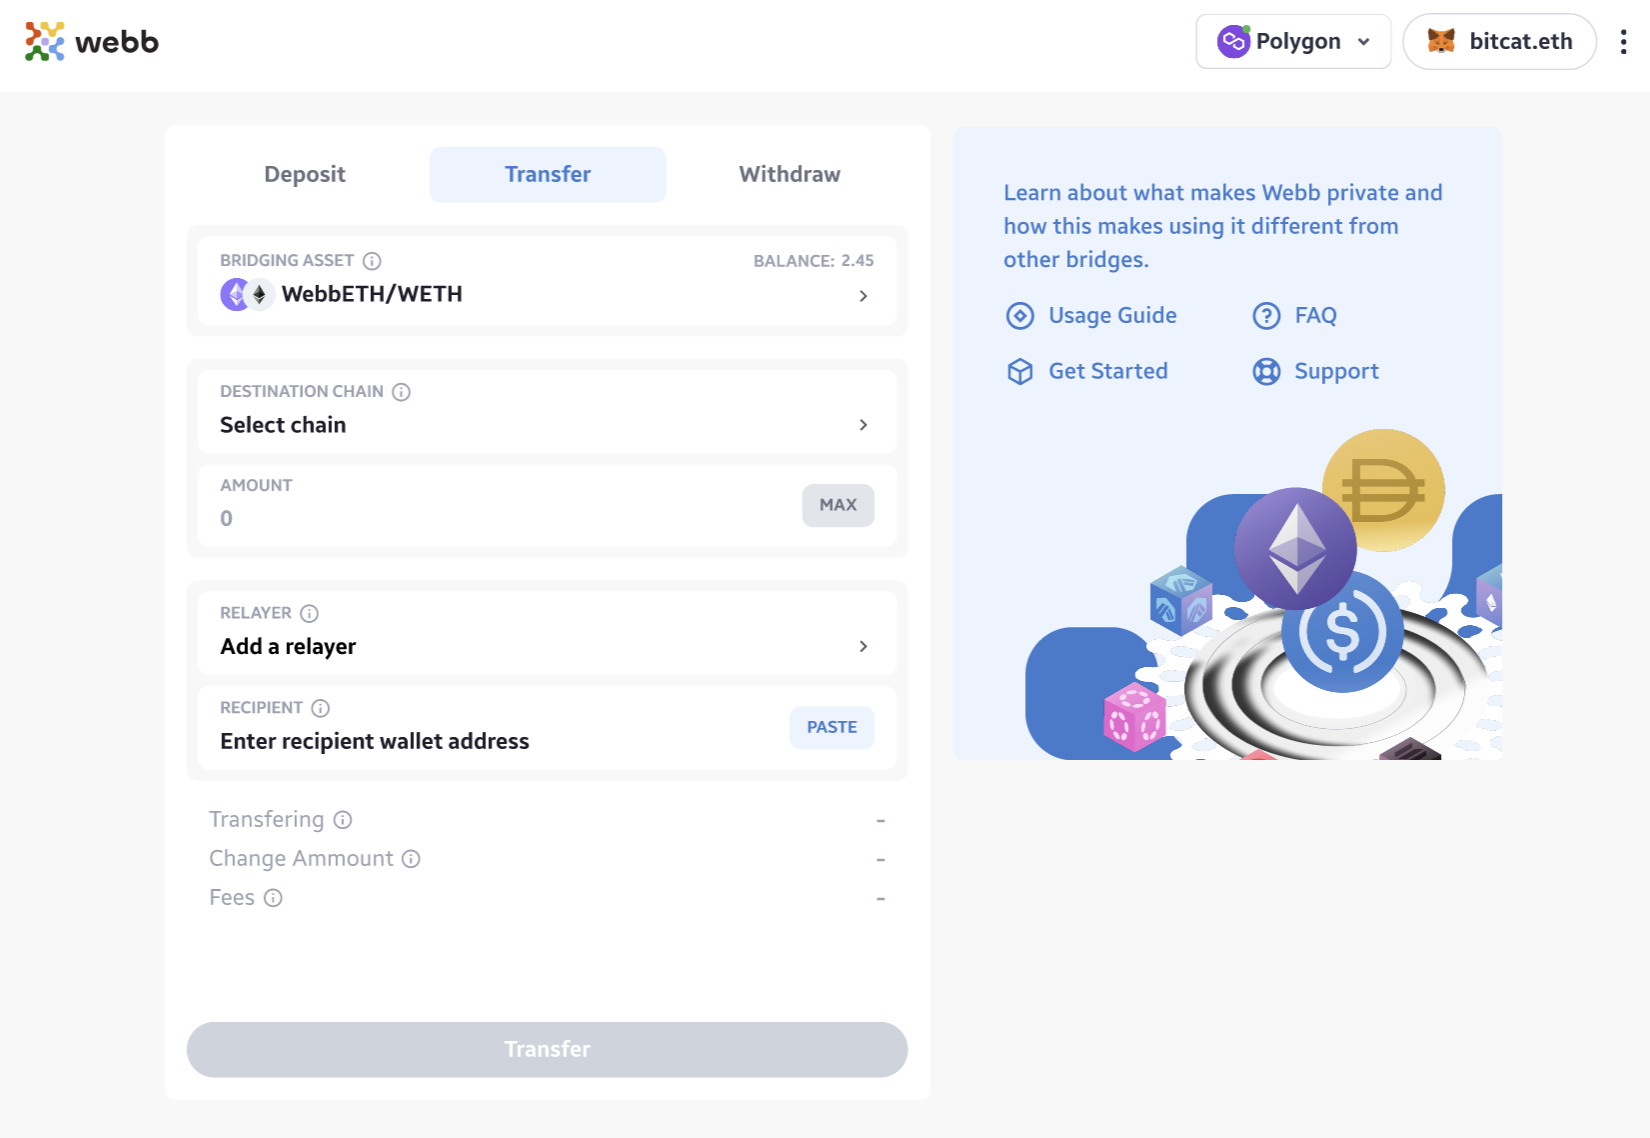 webb
Polygon
bitcat.eth
Deposit
Transfer
Withdraw
BRIDGING ASSET
BALANCE: 2.45
WebbETH/WETH
DESTINATION CHAIN
Select chain
AMOUNT
0
MAX
RELAYER
Add a relayer
RECIPIENT
Enter recipient wallet address
PASTE
Transfering
-
Change Ammount
-
Fees
-
Transfer
Learn about what makes Webb private and
how this makes using it different from
other bridges.
Usage Guide
FAQ
Get Started
Support